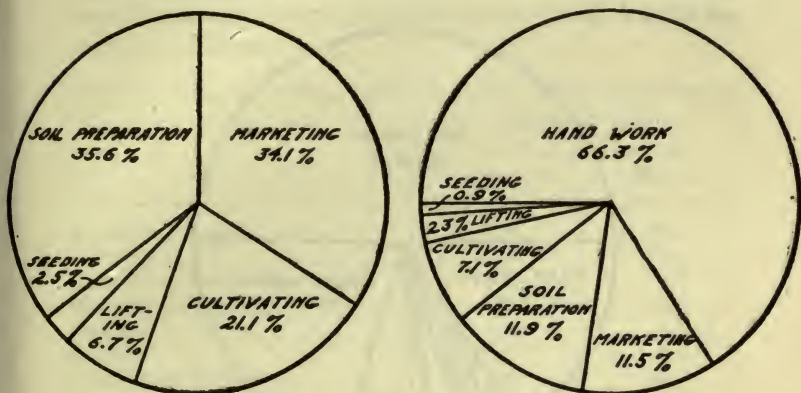 SOIL PREPARATION
35.6 %
MARKETING
34.1 %
SEEDING
2.5 %
LIFT-
ING
6.7 %
CULTIVATING
21.1 %
HAND WORK
66.3 %
SEEDING
0.9 %
2.3 % LIFTING
CULTIVATING
7.1 %
SOIL
PREPARATION
11.9 %
MARKETING
11.5 %